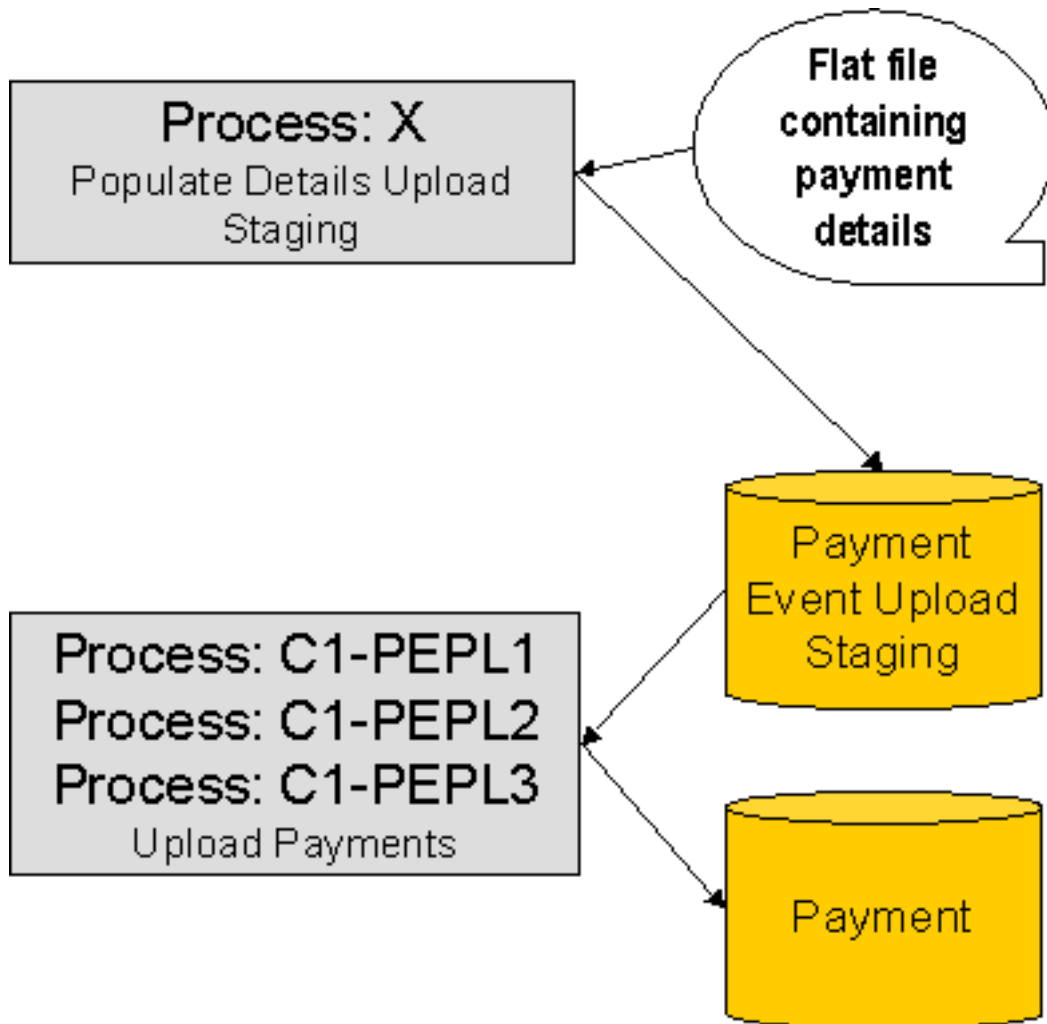 Process: X
Populate Details Upload
Staging
Flat file
containing
payment
details
Payment
Event Upload
Staging
Process: C1-PEPL1
Process: C1-PEPL2
Process: C1-PEPL3
Upload Payments
Payment